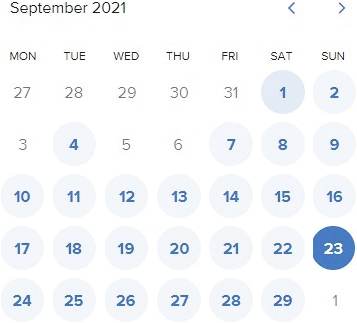 September 2021
MON TUE WED THU FRI SAT SUN
27 28 29 30 31 1 2
3 4 5 6 7 8 9
10 11 12 13 14 15 16
17 18 19 20 21 22 23
24 25 26 27 28 29 1